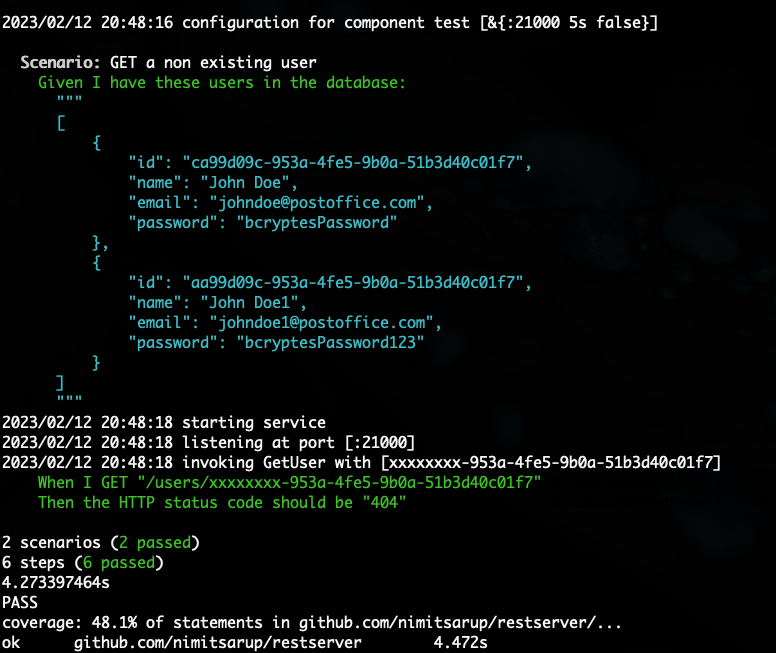 2023/02/12 20:48:16 configuration for component test [&{:21000 5s false}]
Scenario: GET a non existing user
Given I have these users in the database:
"""
[
{
"id": "ca99d09c-953a-4fe5-9b0a-51b3d40c01f7",
"name": "John Doe",
"email": "johndoe@postoffice.com",
"password": "bcryptesPassword"
},
{
"id": "aa99d09c-953a-4fe5-9b0a-51b3d40c01f7",
"name": "John Doe1",
"email": "johndoe1@postoffice.com",
"password": "bcryptesPassword123"
}
]
"""
2023/02/12 20:48:18 starting service
2023/02/12 20:48:18 listening at port [:21000]
2023/02/12 20:48:18 invoking GetUser with [xxxxxxxx-953a-4fe5-9b0a-51b3d40c01f7]
When I GET "/users/xxxxxxxx-953a-4fe5-9b0a-51b3d40c01f7"
Then the HTTP status code should be "404"
2 scenarios (2 passed)
6 steps (6 passed)
4.273397464s
PASS
coverage: 48.1% of statements in github.com/nimitsarup/restserver/...
ok github.com/nimitsarup/restserver 4.472s